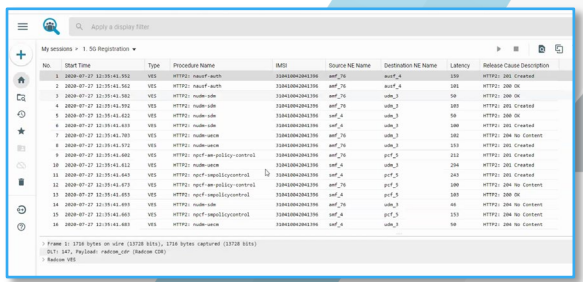 Apply a display filter
My sessions > 1. 5G Registration
No. Start Time Type Procedure Name IMSI Source NE Name Destination NE Name Latency Release Cause Description
1 2020-07-27 12:35:41.552 VES HTTP2: nausf-auth 310410042041396 amf_76 ausf_4 159 HTTP2: 201 Created
2 2020-07-27 12:35:41.562 VES HTTP2: nausf-auth 310410042041396 amf_76 ausf_4 101 HTTP2: 200 OK
3 2020-07-27 12:35:41.582 VES HTTP2: nudm-sdm 310410042041396 amf_76 udm_3 50 HTTP2: 200 OK
4 2020-07-27 12:35:41.592 VES HTTP2: nudm-sdm 310410042041396 amf_76 udm_3 103 HTTP2: 201 Created
5 2020-07-27 12:35:41.622 VES HTTP2: nudm-sdm 310410042041396 smf_4 udm_3 50 HTTP2: 200 OK
6 2020-07-27 12:35:41.633 VES HTTP2: nudm-sdm 310410042041396 smf_4 udm_3 100 HTTP2: 201 Created
7 2020-07-27 12:35:41.703 VES HTTP2: nudm-uecm 310410042041396 amf_76 udm_3 102 HTTP2: 204 No Content
8 2020-07-27 12:35:41.572 VES HTTP2: nudm-uecm 310410042041396 amf_76 udm_3 153 HTTP2: 201 Created
9 2020-07-27 12:35:41.602 VES HTTP2: npcf-am-policy-control 310410042041396 amf_76 pcf_5 212 HTTP2: 201 Created
10 2020-07-27 12:35:41.612 VES HTTP2: nudm-uecm 310410042041396 smf_4 udm_3 204 HTTP2: 201 Created
11 2020-07-27 12:35:41.643 VES HTTP2: npcf-smpolicycontrol 310410042041396 smf_4 pcf_5 243 HTTP2: 201 Created
12 2020-07-27 12:35:41.673 VES HTTP2: npcf-am-policy-control 310410042041396 amf_76 pcf_5 100 HTTP2: 204 No Content
13 2020-07-27 12:35:41.653 VES HTTP2: npcf-smpolicycontrol 310410042041396 smf_4 pcf_5 103 HTTP2: 200 OK
14 2020-07-27 12:35:41.693 VES HTTP2: nudm-sdm 310410042041396 amf_76 udm_3 46 HTTP2: 204 No Content
15 2020-07-27 12:35:41.663 VES HTTP2: npcf-smpolicycontrol 310410042041396 smf_4 pcf_5 153 HTTP2: 204 No Content
16 2020-07-27 12:35:41.683 VES HTTP2: nudm-uecm 310410042041396 smf_4 udm_3 50 HTTP2: 204 No Content
> Frame 1: 1716 bytes on wire (13728 bits), 1716 bytes captured (13728 bits)
DLT: 147, Payload: radcom_cdr (Radcom CDR)
> Radcom VES